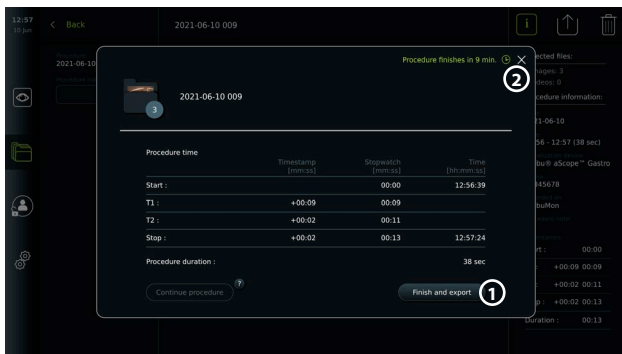 12:57
10 Jun
Back
2021-06-10 009
i
2021-06-10
Procedure finishes in 9 min.
2
3
2021-06-10 009
Procedure time
Timestamp [mm:ss]
Stopwatch [mm:ss]
Time [hh:mm:ss]
Start : 00:00 12:56:39
T1 : +00:09 00:09
T2 : +00:02 00:11
Stop : +00:02 00:13 12:57:24
Procedure duration : 38 sec
Continue procedure ?
Finish and export 1
ected files:
ages: 3
deos: 0
cedure information:
21-06-10
56 - 12:57 (38 sec)
bu® aScope™ Gastro
345678
buMon
rt : 00:00
: +00:09 00:09
: +00:02 00:11
p : +00:02 00:13
Duration : 00:13